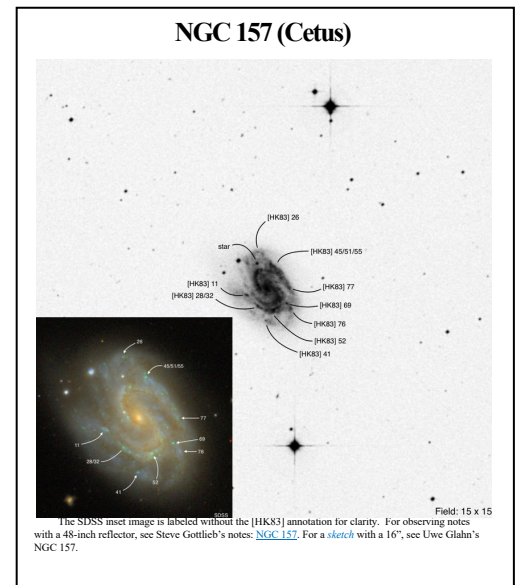 NGC 157 (Cetus)
[HK83] 26
star
[HK83] 45/51/55
[HK83] 77
[HK83] 11
[HK83] 28/32
[HK83] 69
[HK83] 76
[HK83] 52
[HK83] 41
26
45/51/55
77
11
69
76
28/32
52
41
SDSS
Field: 15 x 15
The SDSS inset image is labeled without the [HK83] annotation for clarity. For observing notes
with a 48-inch reflector, see Steve Gottlieb's notes: NGC 157. For a sketch with a 16", see Uwe Glahn's
NGC 157.